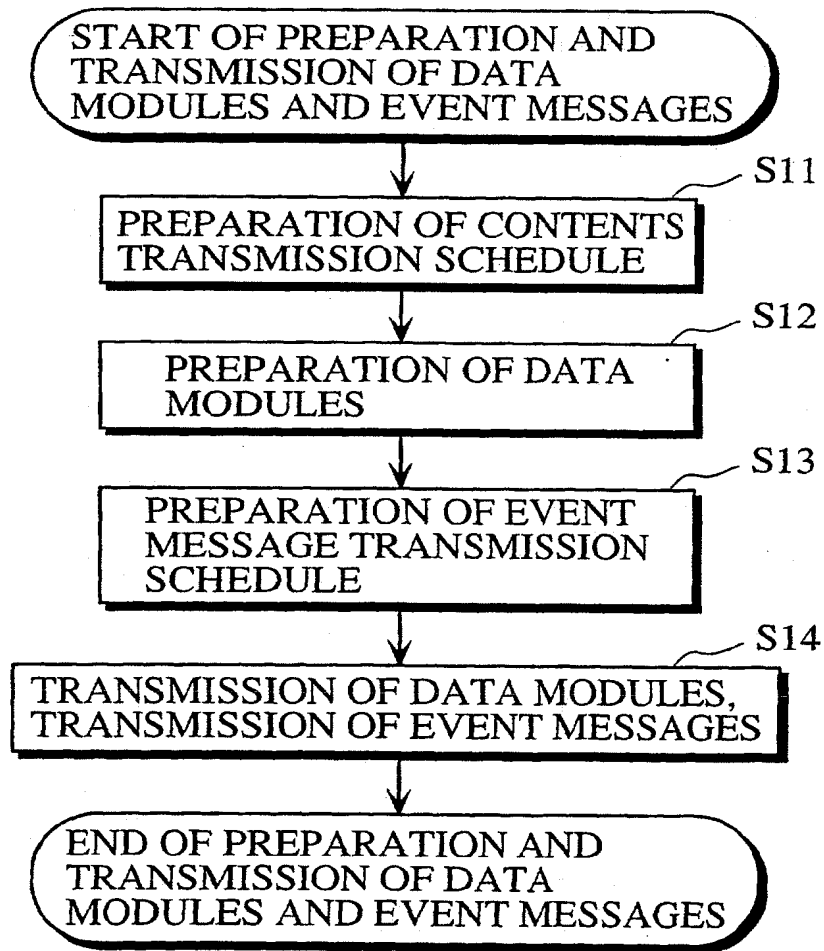 START OF PREPARATION AND
TRANSMISSION OF DATA
MODULES AND EVENT MESSAGES
S11
PREPARATION OF CONTENTS
TRANSMISSION SCHEDULE
S12
PREPARATION OF DATA
MODULES
S13
PREPARATION OF EVENT
MESSAGE TRANSMISSION
SCHEDULE
S14
TRANSMISSION OF DATA MODULES,
TRANSMISSION OF EVENT MESSAGES
END OF PREPARATION AND
TRANSMISSION OF DATA
MODULES AND EVENT MESSAGES